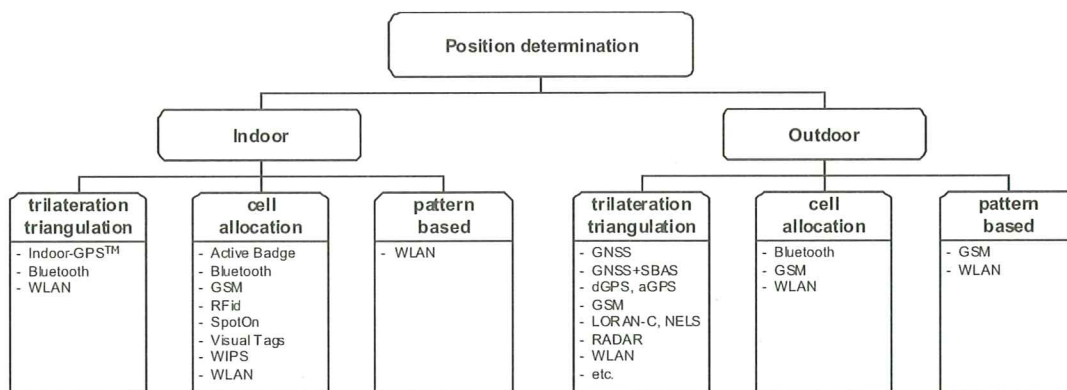 Position determination
Indoor
Outdoor
trilateration
triangulation
- Indoor-GPS™
- Bluetooth
- WLAN
cell
allocation
- Active Badge
- Bluetooth
- GSM
- RFid
- SpotOn
- Visual Tags
- WIPS
- WLAN
pattern
based
- WLAN
trilateration
triangulation
- GNSS
- GNSS+SBAS
- dGPS, aGPS
- GSM
- LORAN-C, NELS
- RADAR
- WLAN
- etc.
cell
allocation
- Bluetooth
- GSM
- WLAN
pattern
based
- GSM
- WLAN